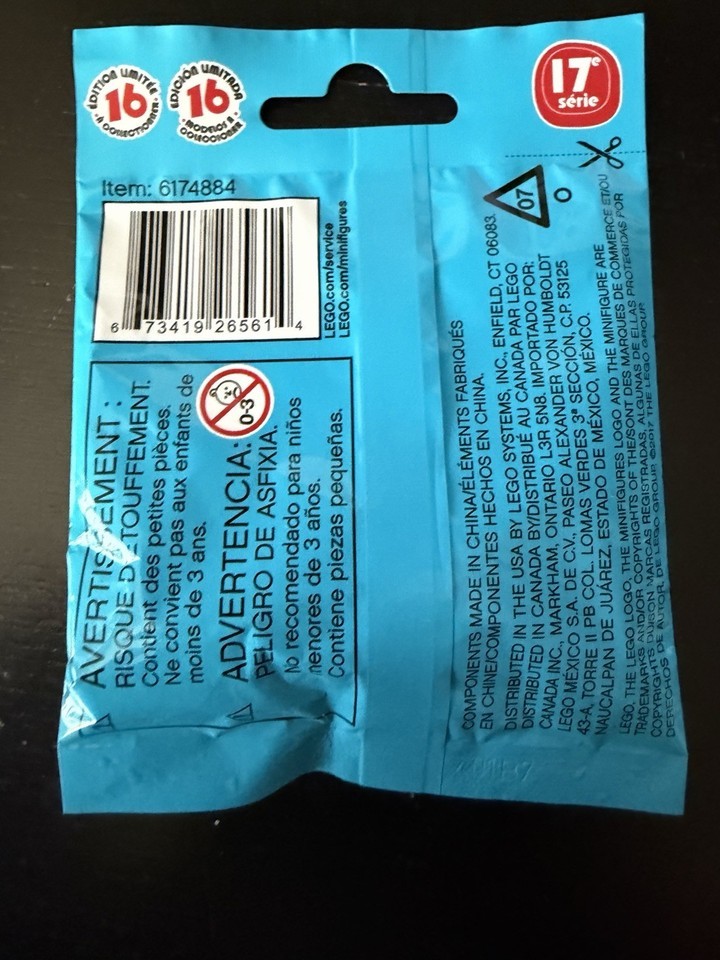 ÉDITION LIMITÉE
16
À COLLECTIONNER
EDICIÓN LIMITADA
16
MODELOS A COLECCIONAR
17e
série
Item: 6174884
6 73419 26561 4
LEGO.com/service
LEGO.com/minifigures
AVERTISSEMENT :
RISQUE D'ÉTOUFFEMENT.
Contient des petites pièces.
Ne convient pas aux enfants de
moins de 3 ans.
0-3
ADVERTENCIA:
PELIGRO DE ASFIXIA.
No recomendado para niños
menores de 3 años.
Contiene piezas pequeñas.
07
O
COMPONENTS MADE IN CHINA/ÉLÉMENTS FABRIQUÉS
EN CHINE/COMPONENTES HECHOS EN CHINA.
DISTRIBUTED IN THE USA BY LEGO SYSTEMS, INC., ENFIELD, CT 06083.
DISTRIBUTED IN CANADA BY/DISTRIBUÉ AU CANADA PAR LEGO
CANADA INC., MARKHAM, ONTARIO L3R 5N8. IMPORTADO POR:
LEGO MÉXICO S.A. DE C.V., PASEO ALEXANDER VON HUMBOLDT
43-A, TORRE II PB COL. LOMAS VERDES 3ª SECCIÓN, C.P. 53125
NAUCALPAN DE JUÁREZ, ESTADO DE MÉXICO, MÉXICO.
LEGO, THE LEGO LOGO, THE MINIFIGURES LOGO AND THE MINIFIGURE ARE
TRADEMARKS AND/OR COPYRIGHTS OF THE/SONT DES MARQUES DE COMMERCE ET/OU
COPYRIGHTS DU/SON MARCAS REGISTRADAS, ALGUNAS DE ELLAS PROTEGIDAS POR
DERECHOS DE AUTOR, DE LEGO GROUP. ©2017 THE LEGO GROUP.